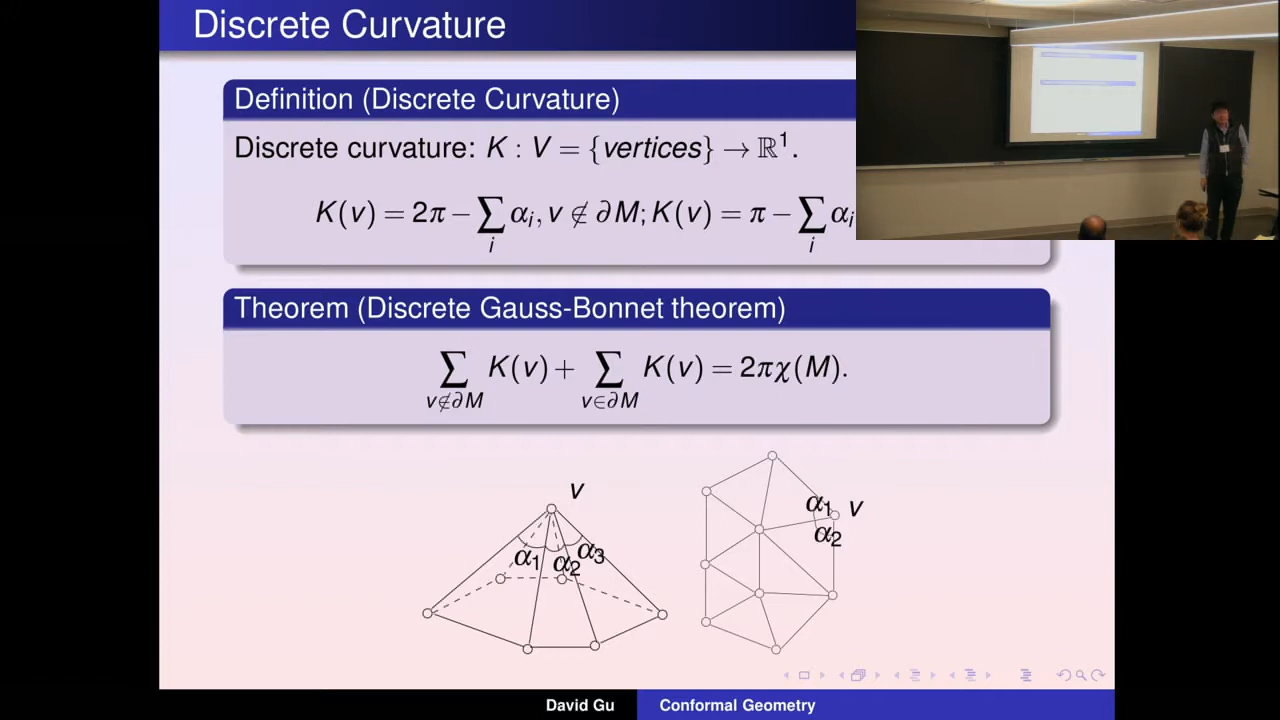 Discrete Curvature
Definition (Discrete Curvature)
Discrete curvature: K : V = {vertices} → ℝ¹.
K(v) = 2π − ∑ᵢ αᵢ, v ∉ ∂M; K(v) = π − ∑ᵢ αᵢ
Theorem (Discrete Gauss-Bonnet theorem)
∑_{v∉∂M} K(v) + ∑_{v∈∂M} K(v) = 2πχ(M).
v
α₁ α₂ α₃
α₁ v
α₂
David Gu Conformal Geometry